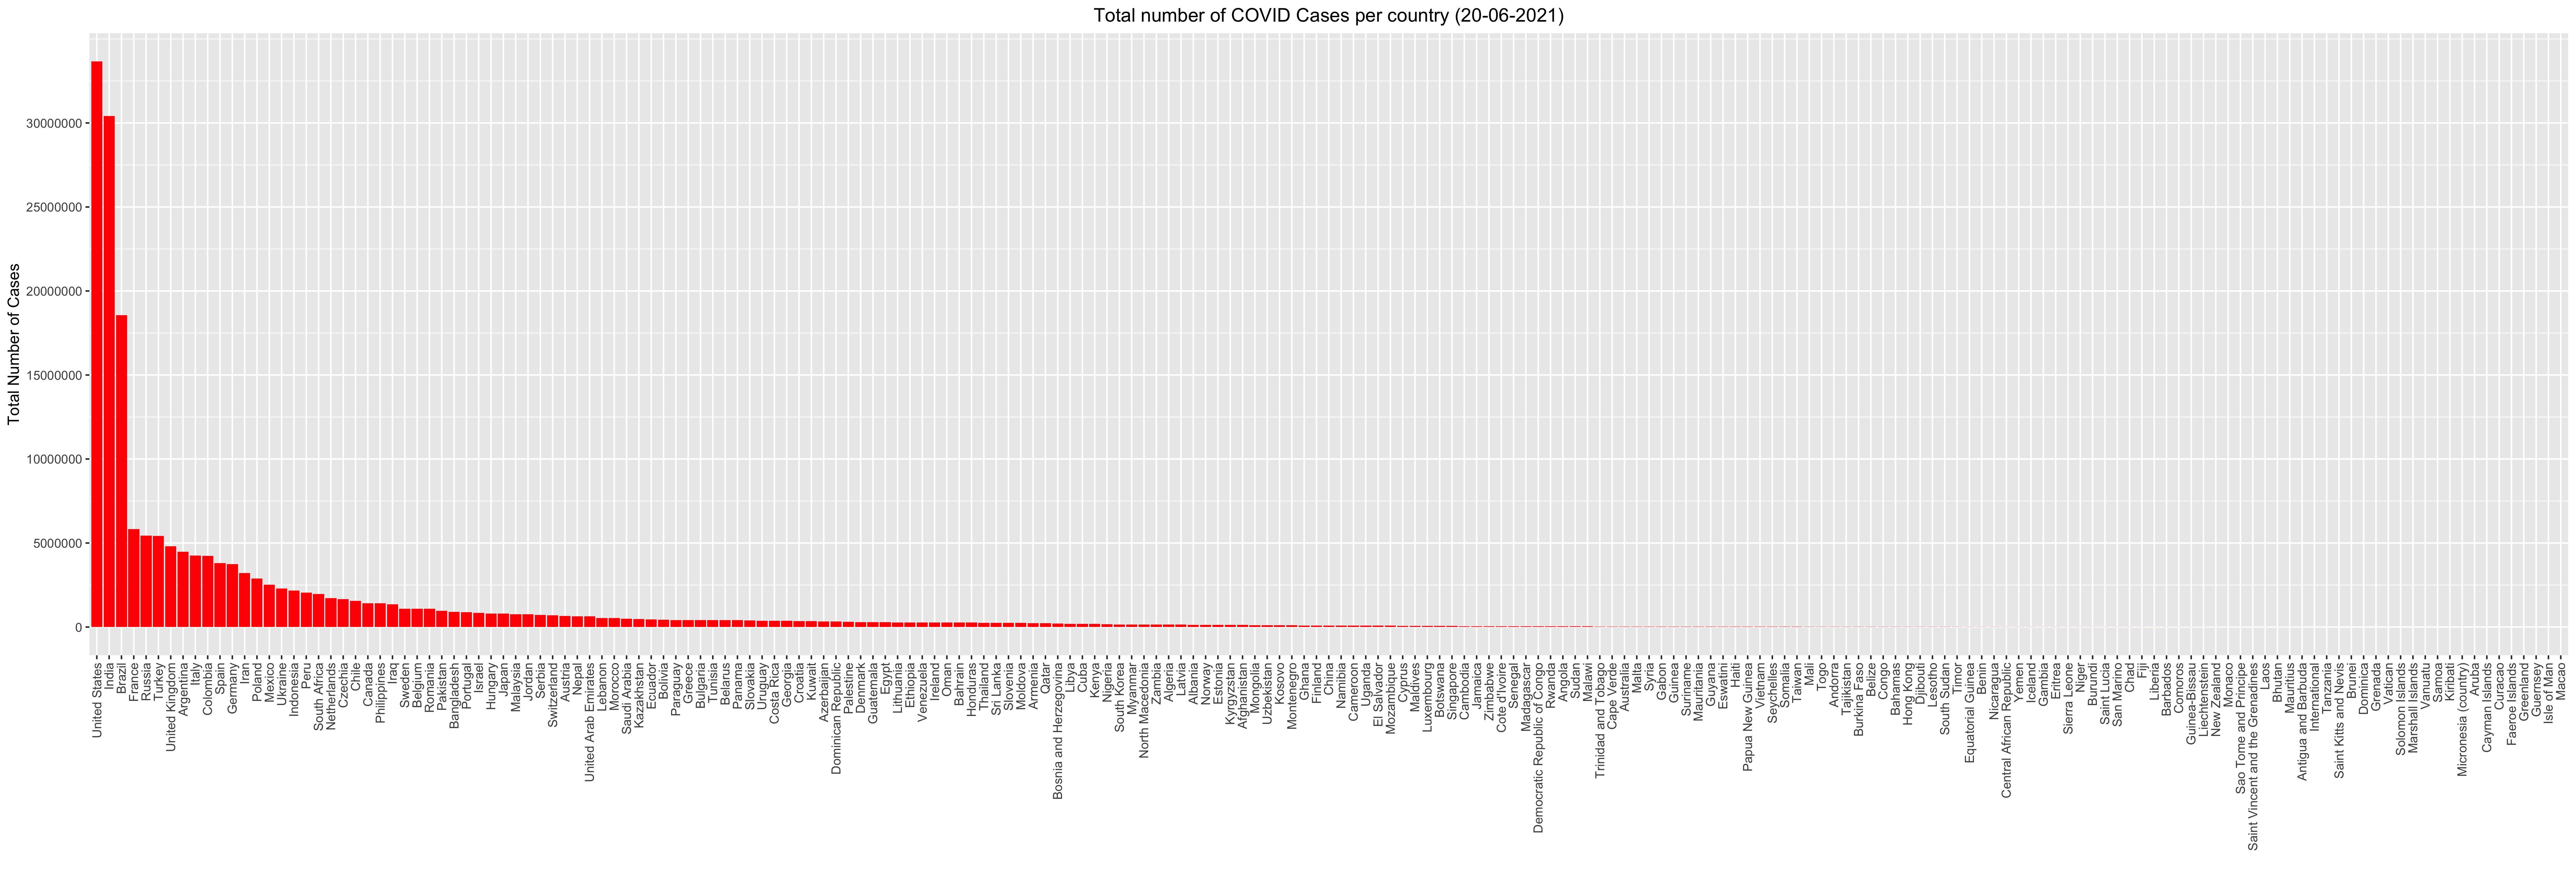 Total number of COVID Cases per country (20-06-2021)
Total Number of Cases
30000000
25000000
20000000
15000000
10000000
5000000
0
United States
India
Brazil
France
Russia
Turkey
United Kingdom
Argentina
Italy
Colombia
Spain
Germany
Iran
Poland
Mexico
Ukraine
Indonesia
Peru
South Africa
Netherlands
Czechia
Chile
Canada
Philippines
Iraq
Sweden
Belgium
Romania
Pakistan
Bangladesh
Portugal
Israel
Hungary
Japan
Malaysia
Jordan
Serbia
Switzerland
Austria
Nepal
United Arab Emirates
Lebanon
Morocco
Saudi Arabia
Kazakhstan
Ecuador
Bolivia
Paraguay
Greece
Bulgaria
Tunisia
Belarus
Panama
Slovakia
Uruguay
Costa Rica
Georgia
Croatia
Kuwait
Azerbaijan
Dominican Republic
Palestine
Denmark
Guatemala
Egypt
Lithuania
Ethiopia
Venezuela
Ireland
Oman
Bahrain
Honduras
Thailand
Sri Lanka
Slovenia
Moldova
Armenia
Qatar
Bosnia and Herzegovina
Libya
Cuba
Kenya
Nigeria
South Korea
Myanmar
North Macedonia
Zambia
Algeria
Latvia
Albania
Norway
Estonia
Kyrgyzstan
Afghanistan
Mongolia
Uzbekistan
Kosovo
Montenegro
Ghana
Finland
China
Namibia
Cameroon
Uganda
El Salvador
Mozambique
Cyprus
Maldives
Luxembourg
Botswana
Singapore
Cambodia
Jamaica
Zimbabwe
Cote d'Ivoire
Senegal
Madagascar
Democratic Republic of Congo
Rwanda
Angola
Sudan
Malawi
Trinidad and Tobago
Cape Verde
Australia
Malta
Syria
Gabon
Guinea
Suriname
Mauritania
Guyana
Eswatini
Haiti
Papua New Guinea
Vietnam
Seychelles
Somalia
Taiwan
Mali
Togo
Andorra
Tajikistan
Burkina Faso
Belize
Congo
Bahamas
Hong Kong
Djibouti
Lesotho
South Sudan
Timor
Equatorial Guinea
Benin
Nicaragua
Central African Republic
Yemen
Iceland
Gambia
Eritrea
Sierra Leone
Niger
Burundi
Saint Lucia
San Marino
Chad
Fiji
Liberia
Barbados
Comoros
Guinea-Bissau
Liechtenstein
New Zealand
Monaco
Sao Tome and Principe
Saint Vincent and the Grenadines
Laos
Bhutan
Mauritius
Antigua and Barbuda
International
Tanzania
Saint Kitts and Nevis
Brunei
Dominica
Grenada
Vatican
Solomon Islands
Marshall Islands
Vanuatu
Samoa
Kiribati
Micronesia (country)
Aruba
Cayman Islands
Curacao
Faeroe Islands
Greenland
Guernsey
Isle of Man
Macao